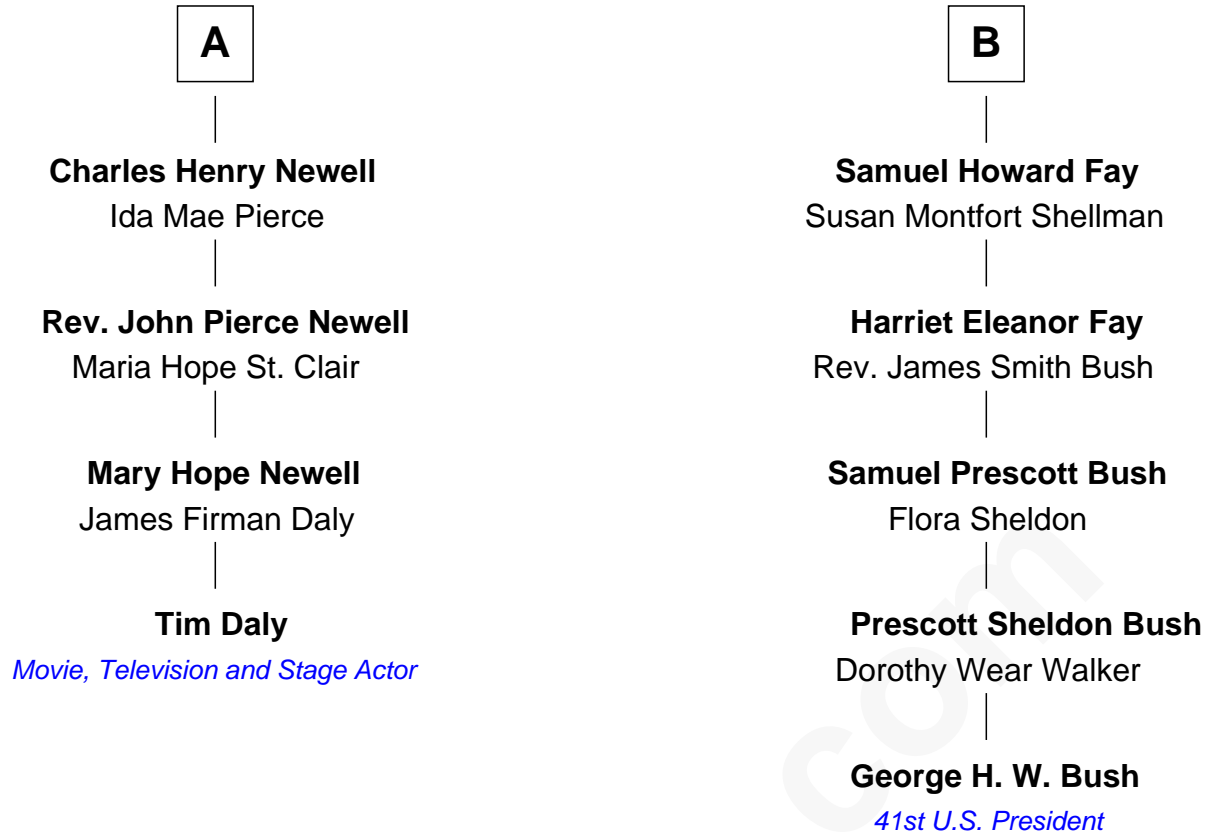 A
Charles Henry Newell
Ida Mae Pierce
Rev. John Pierce Newell
Maria Hope St. Clair
Mary Hope Newell
James Firman Daly
Tim Daly
Movie, Television and Stage Actor
B
Samuel Howard Fay
Susan Montfort Shellman
Harriet Eleanor Fay
Rev. James Smith Bush
Samuel Prescott Bush
Flora Sheldon
Prescott Sheldon Bush
Dorothy Wear Walker
George H. W. Bush
41st U.S. President
com